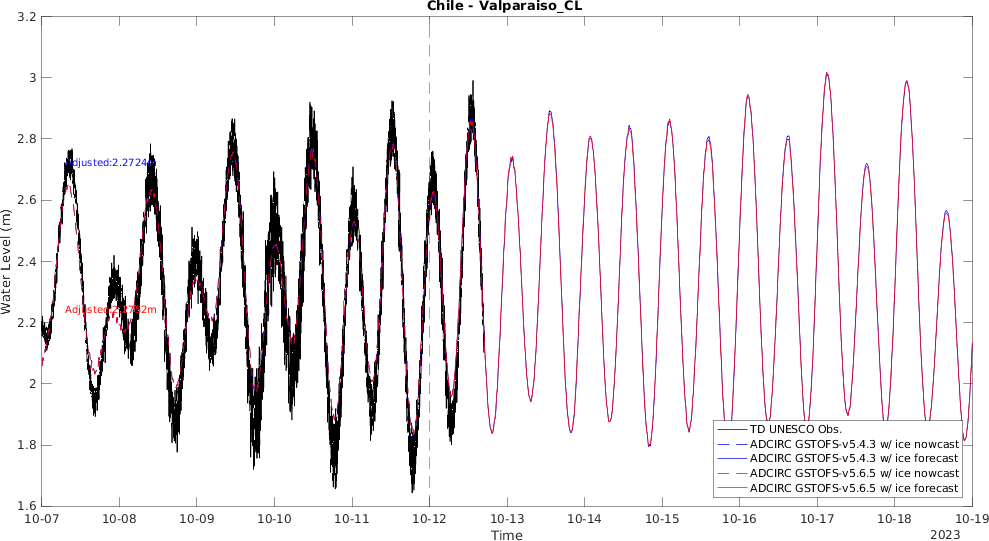 Chile - Valparaiso_CL
3.2
3
2.8
2.6
2.4
2.2
2
1.8
1.6
Water Level (m)
Adjusted:2.2724m
10-07
10-08
10-09
10-10
10-11
10-12
10-13
10-14
10-15
10-16
10-17
10-18
10-19
Time
2023
TD UNESCO Obs.
ADCIRC GSTOFS-v5.4.3 w/ ice nowcast
ADCIRC GSTOFS-v5.4.3 w/ ice forecast
ADCIRC GSTOFS-v5.6.5 w/ ice nowcast
ADCIRC GSTOFS-v5.6.5 w/ ice forecast